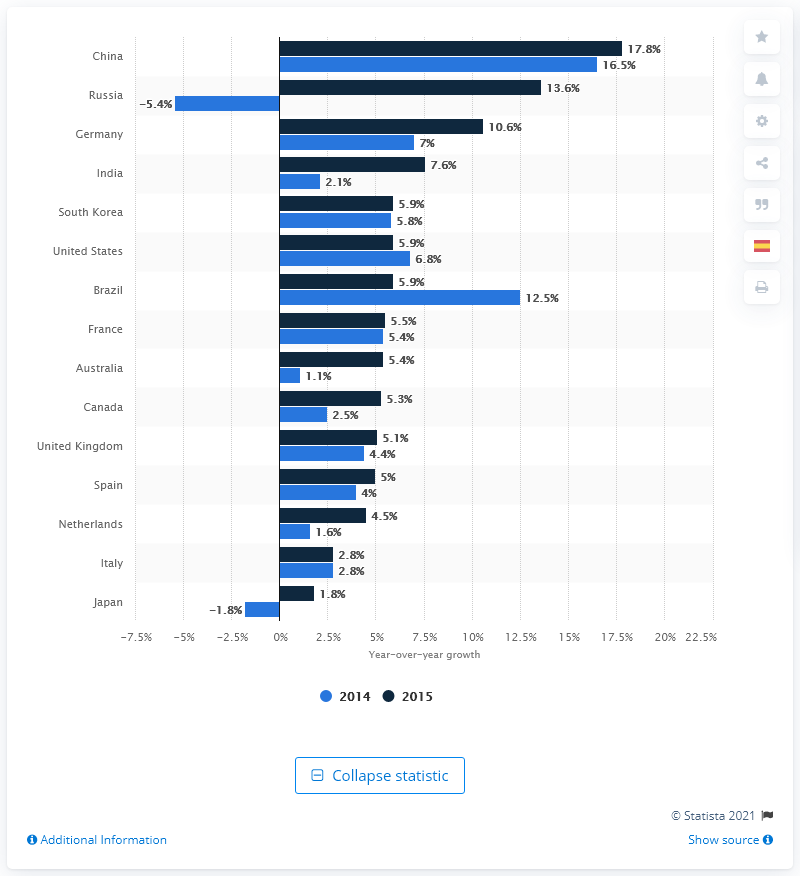 China 17.8%
16.5%
Russia 13.6%
−5.4%
Germany 10.6%
7%
India 7.6%
2.1%
South Korea 5.9%
5.8%
United States 5.9%
6.8%
Brazil 5.9%
12.5%
France 5.5%
5.4%
Australia 5.4%
1.1%
Canada 5.3%
2.5%
United Kingdom 5.1%
4.4%
Spain 5%
4%
Netherlands 4.5%
1.6%
Italy 2.8%
2.8%
Japan 1.8%
−1.8%
−7.5% −5% −2.5% 0% 2.5% 5% 7.5% 10% 12.5% 15% 17.5% 20% 22.5%
Year-over-year growth
2014 2015
Collapse statistic
© Statista 2021
Additional Information Show source